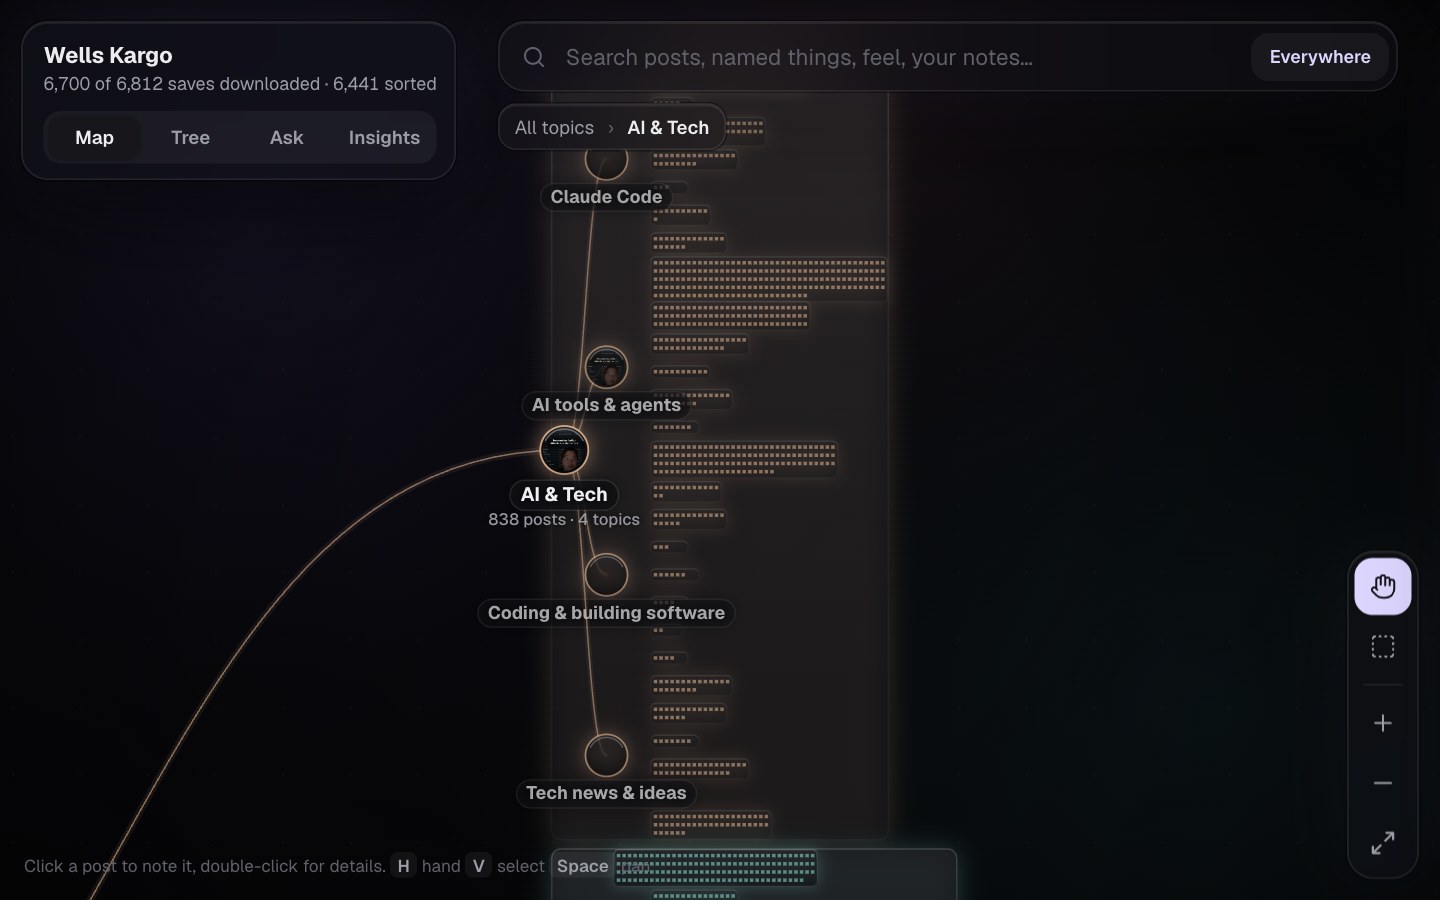 Wells Kargo
6,700 of 6,812 saves downloaded · 6,441 sorted
Map Tree Ask Insights
Search posts, named things, feel, your notes...
Everywhere
All topics › AI & Tech
Claude Code
AI tools & agents
AI & Tech
838 posts · 4 topics
Coding & building software
Tech news & ideas
Click a post to note it, double-click for details. H hand V select Space pan